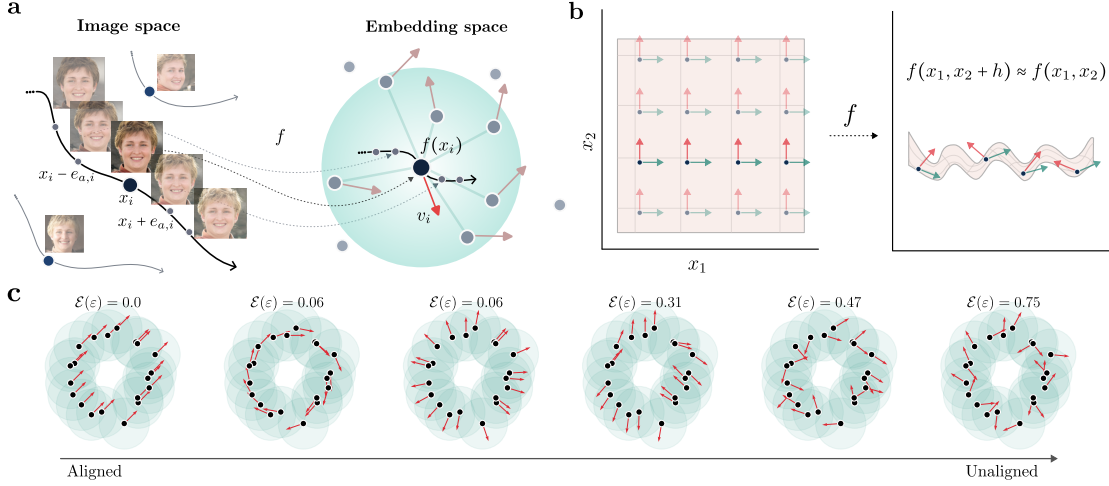 a
Image space
Embedding space
f
f(x_i)
v_i
x_i − e_{a,i}
x_i
x_i + e_{a,i}
b
x_2
x_1
f
f(x_1, x_2 + h) ≈ f(x_1, x_2)
c
ℰ(ε) = 0.0
ℰ(ε) = 0.06
ℰ(ε) = 0.06
ℰ(ε) = 0.31
ℰ(ε) = 0.47
ℰ(ε) = 0.75
Aligned
Unaligned